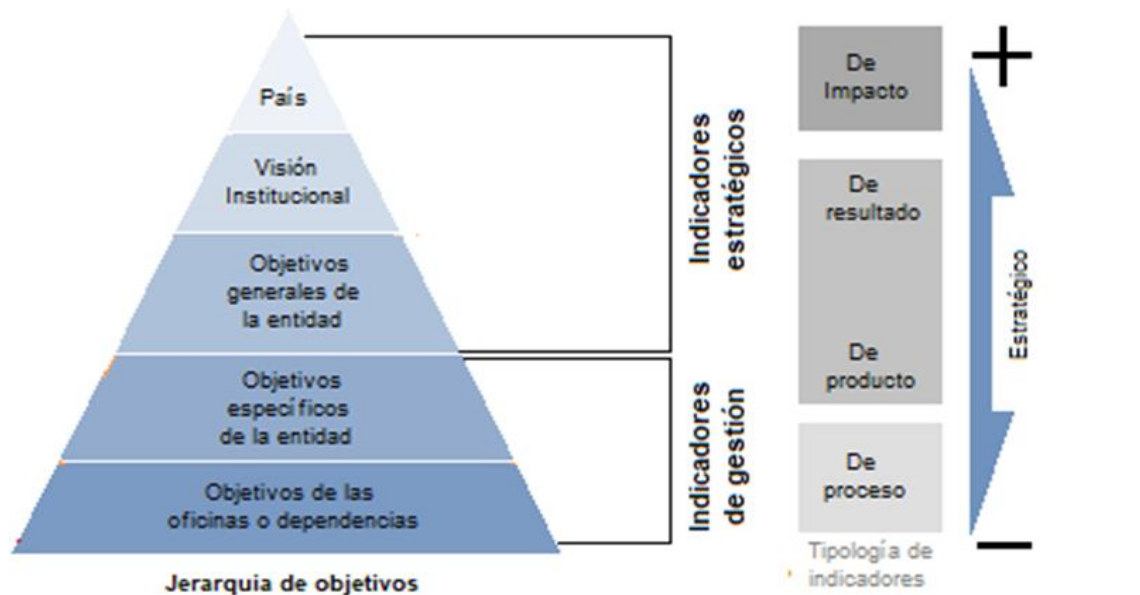 País
Visión
Institucional
Objetivos
generales de
la entidad
Objetivos
específicos
de la entidad
Objetivos de las
oficinas o dependencias
Jerarquia de objetivos
Indicadores
estratégicos
Indicadores
de gestión
De
Impacto
De
resultado
De
producto
De
proceso
Tipología de
indicadores
+
Estratégico
−